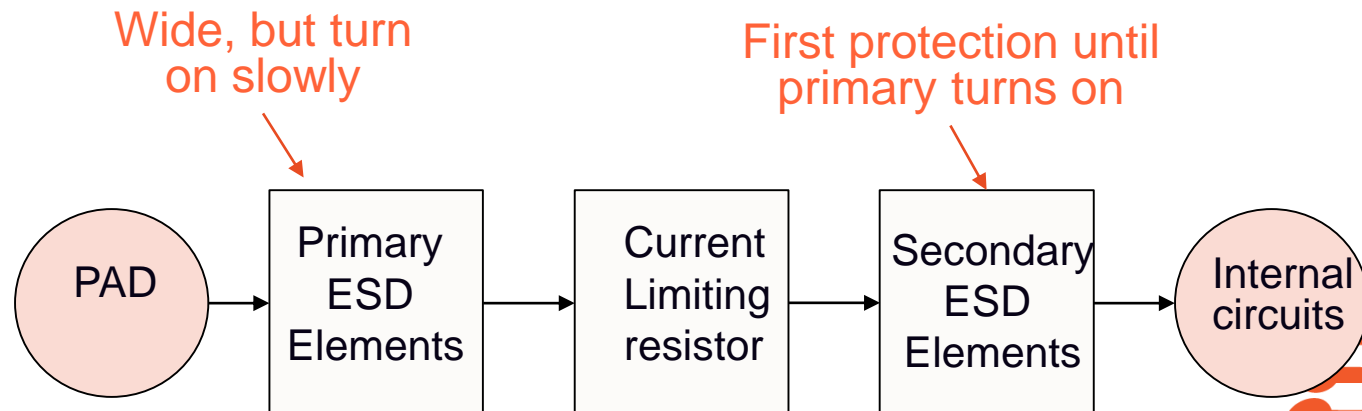 Wide, but turn
on slowly
First protection until
primary turns on
PAD
Primary
ESD
Elements
Current
Limiting
resistor
Secondary
ESD
Elements
Internal
circuits